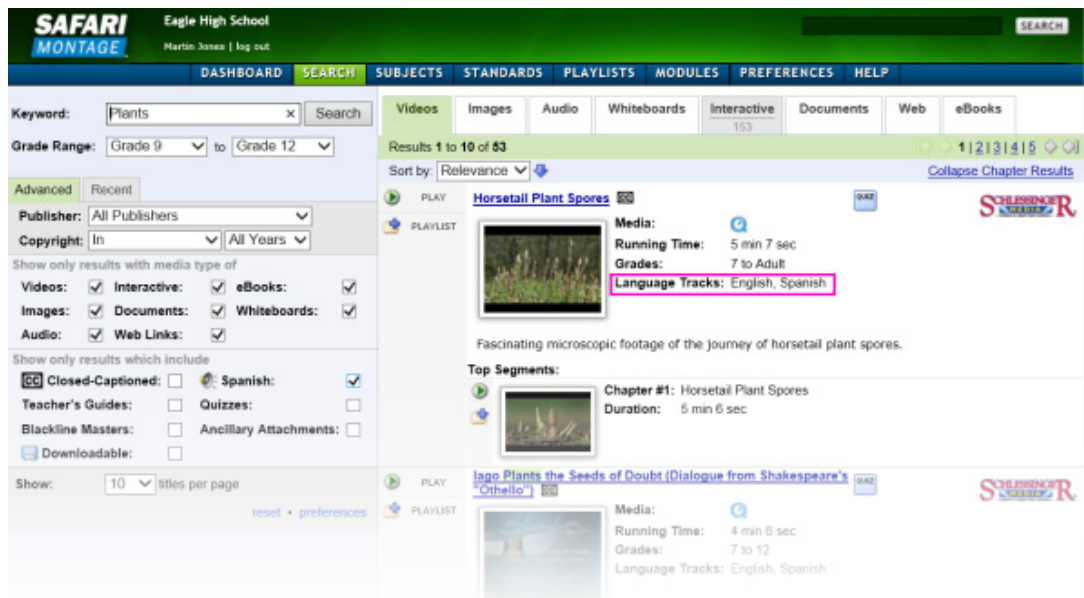 SAFARI
MONTAGE
Eagle High School
Martin Jones | log out
SEARCH
DASHBOARD SEARCH SUBJECTS STANDARDS PLAYLISTS MODULES PREFERENCES HELP
Keyword: Plants × Search
Grade Range: Grade 9 to Grade 12
Advanced Recent
Publisher: All Publishers
Copyright: In All Years
Show only results with media type of
Videos: Interactive: eBooks:
Images: Documents: Whiteboards:
Audio: Web Links:
Show only results which include
CC Closed-Captioned: Spanish:
Teacher's Guides: Quizzes:
Blackline Masters: Ancillary Attachments:
Downloadable:
Show: 10 titles per page
reset • preferences
Videos Images Audio Whiteboards Interactive Documents Web eBooks
153
Results 1 to 10 of 53
1|2|3|4|5
Sort by: Relevance
Collapse Chapter Results
PLAY
PLAYLIST
Horsetail Plant Spores CC
QUIZ
SCHLESSINGER
MEDIA
Media:
Running Time: 5 min 7 sec
Grades: 7 to Adult
Language Tracks: English, Spanish
Fascinating microscopic footage of the journey of horsetail plant spores.
Top Segments:
Chapter #1: Horsetail Plant Spores
Duration: 5 min 6 sec
PLAY
PLAYLIST
Iago Plants the Seeds of Doubt (Dialogue from Shakespeare's
"Othello") CC
QUIZ
SCHLESSINGER
MEDIA
Media:
Running Time: 4 min 6 sec
Grades: 7 to 12
Language Tracks: English, Spanish